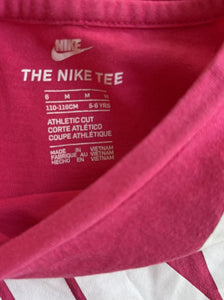 NIKE
THE NIKE TEE
6 M M M
110-116CM 5-6 YRS
ATHLETIC CUT
CORTE ATLÉTICO
COUPE ATHLÉTIQUE
MADE IN VIETNAM
FABRIQUÉ AU VIETNAM
HECHO EN VIETNAM